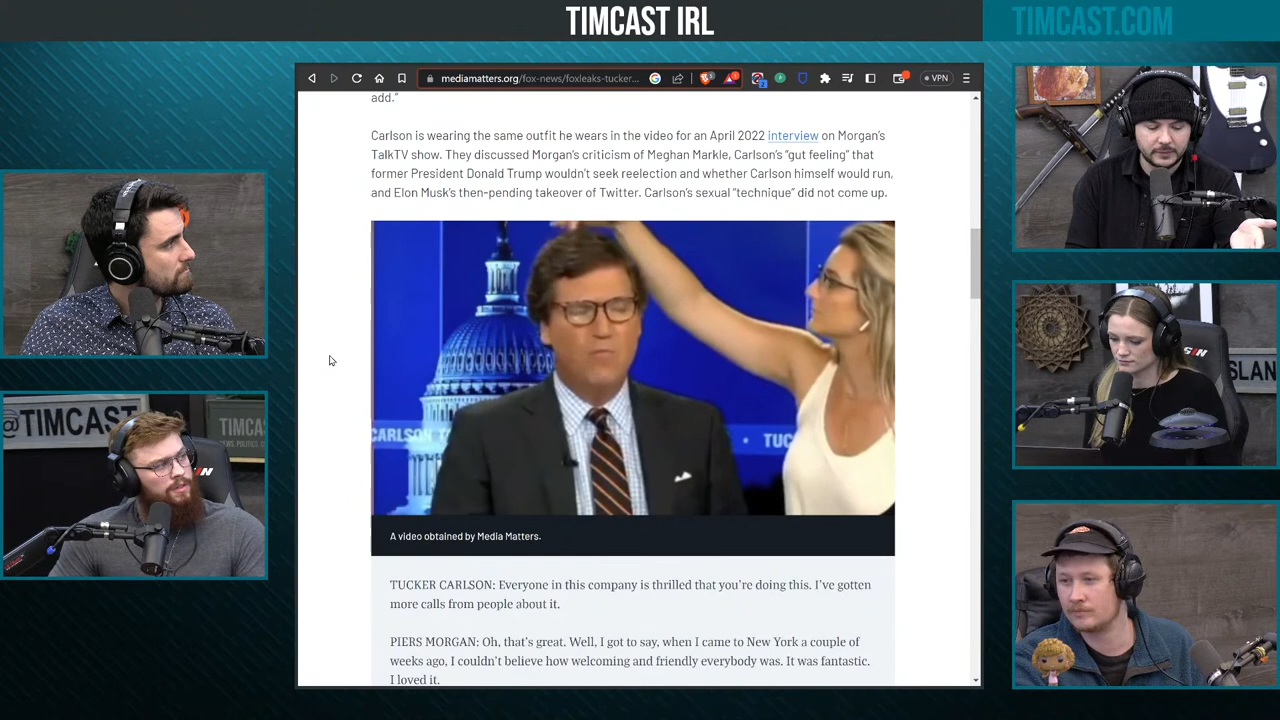 TIMCAST IRL
TIMCAST.COM
mediamatters.org/fox-news/foxleaks-tucker...
VPN
add."
Carlson is wearing the same outfit he wears in the video for an April 2022 interview on Morgan's
TalkTV show. They discussed Morgan's criticism of Meghan Markle, Carlson's "gut feeling" that
former President Donald Trump wouldn't seek reelection and whether Carlson himself would run,
and Elon Musk's then-pending takeover of Twitter. Carlson's sexual "technique" did not come up.
CARLSON TO
TUC
A video obtained by Media Matters.
TUCKER CARLSON: Everyone in this company is thrilled that you're doing this. I've gotten
more calls from people about it.
PIERS MORGAN: Oh, that's great. Well, I got to say, when I came to New York a couple of
weeks ago, I couldn't believe how welcoming and friendly everybody was. It was fantastic.
I loved it.
@TIMCAST
TIMCAST
SLAN